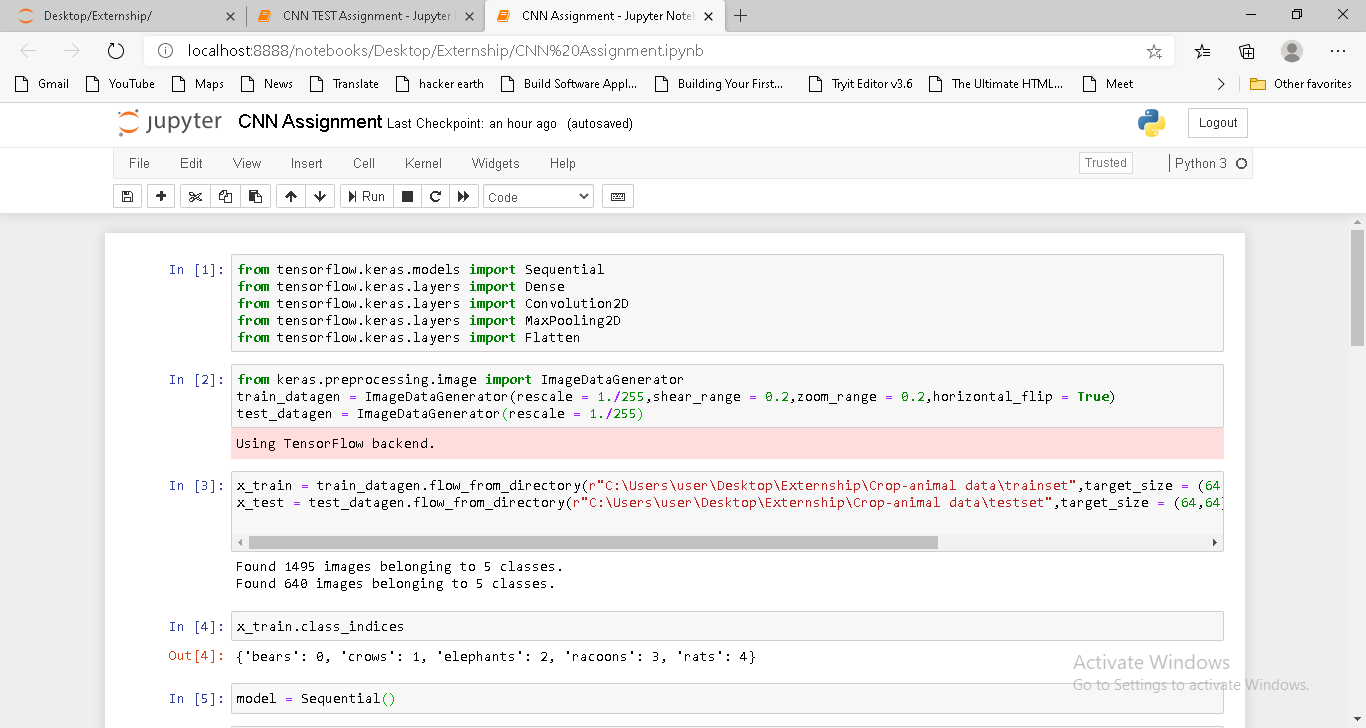 Desktop/Externship/
CNN TEST Assignment - Jupyter
CNN Assignment - Jupyter Note
localhost:8888/notebooks/Desktop/Externship/CNN%20Assignment.ipynb
Gmail YouTube Maps News Translate hacker earth Build Software Appl... Building Your First... Tryit Editor v3.6 The Ultimate HTML... Meet Other favorites
jupyter CNN Assignment Last Checkpoint: an hour ago (autosaved) Logout
File Edit View Insert Cell Kernel Widgets Help Trusted Python 3
Run Code
In [1]: from tensorflow.keras.models import Sequential
from tensorflow.keras.layers import Dense
from tensorflow.keras.layers import Convolution2D
from tensorflow.keras.layers import MaxPooling2D
from tensorflow.keras.layers import Flatten
In [2]: from keras.preprocessing.image import ImageDataGenerator
train_datagen = ImageDataGenerator(rescale = 1./255,shear_range = 0.2,zoom_range = 0.2,horizontal_flip = True)
test_datagen = ImageDataGenerator(rescale = 1./255)
Using TensorFlow backend.
In [3]: x_train = train_datagen.flow_from_directory(r"C:\Users\user\Desktop\Externship\Crop-animal data\trainset",target_size = (64
x_test = test_datagen.flow_from_directory(r"C:\Users\user\Desktop\Externship\Crop-animal data\testset",target_size = (64,64
Found 1495 images belonging to 5 classes.
Found 640 images belonging to 5 classes.
In [4]: x_train.class_indices
Out[4]: {'bears': 0, 'crows': 1, 'elephants': 2, 'racoons': 3, 'rats': 4}
Activate Windows
Go to Settings to activate Windows.
In [5]: model = Sequential()